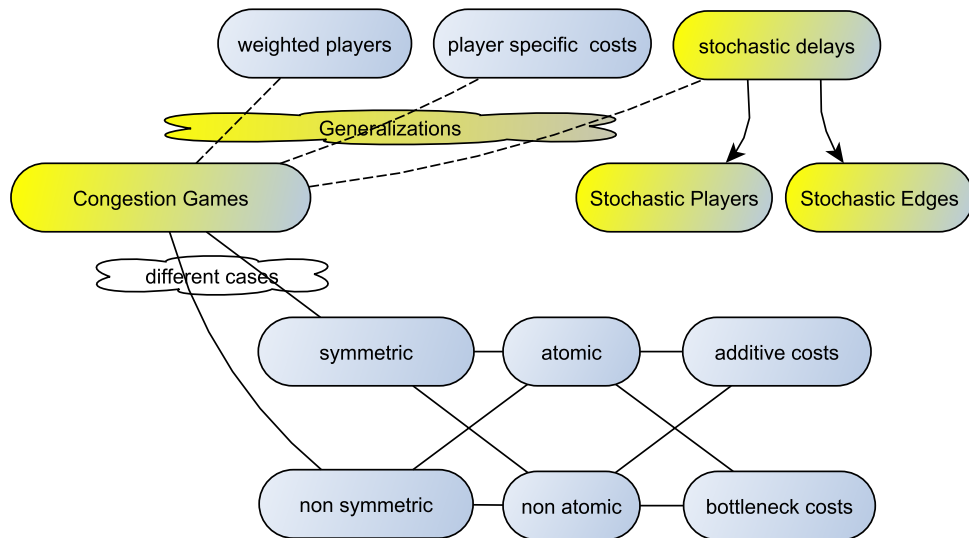 weighted players
player specific costs
stochastic delays
Generalizations
Congestion Games
Stochastic Players
Stochastic Edges
different cases
symmetric
atomic
additive costs
non symmetric
non atomic
bottleneck costs